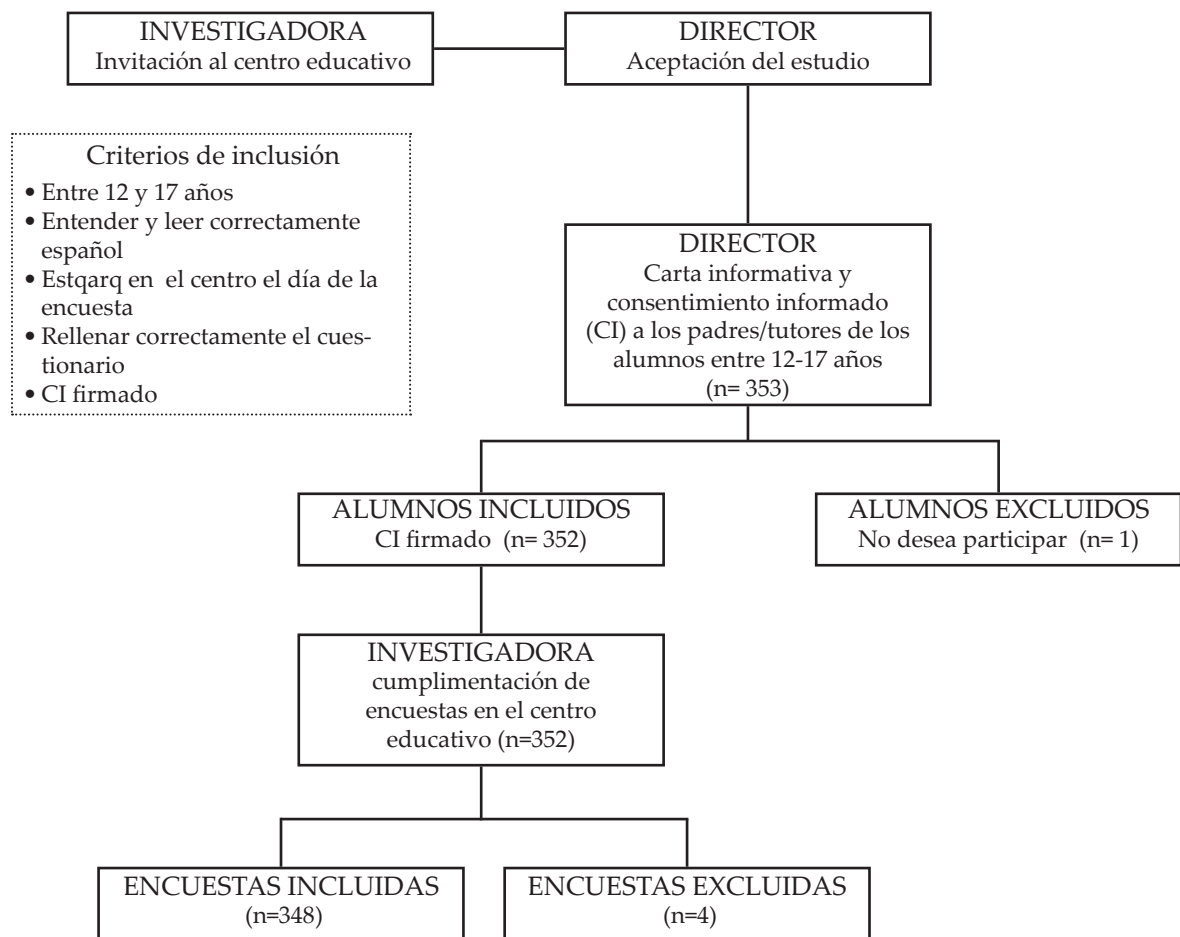 INVESTIGADORA
Invitación al centro educativo
DIRECTOR
Aceptación del estudio
Criterios de inclusión
• Entre 12 y 17 años
• Entender y leer correctamente
español
• Estqarq en el centro el día de la
encuesta
• Rellenar correctamente el cues-
tionario
• CI firmado
DIRECTOR
Carta informativa y
consentimiento informado
(CI) a los padres/tutores de los
alumnos entre 12-17 años
(n= 353)
ALUMNOS INCLUIDOS
CI firmado (n= 352)
ALUMNOS EXCLUIDOS
No desea participar (n= 1)
INVESTIGADORA
cumplimentación de
encuestas en el centro
educativo (n=352)
ENCUESTAS INCLUIDAS
(n=348)
ENCUESTAS EXCLUIDAS
(n=4)